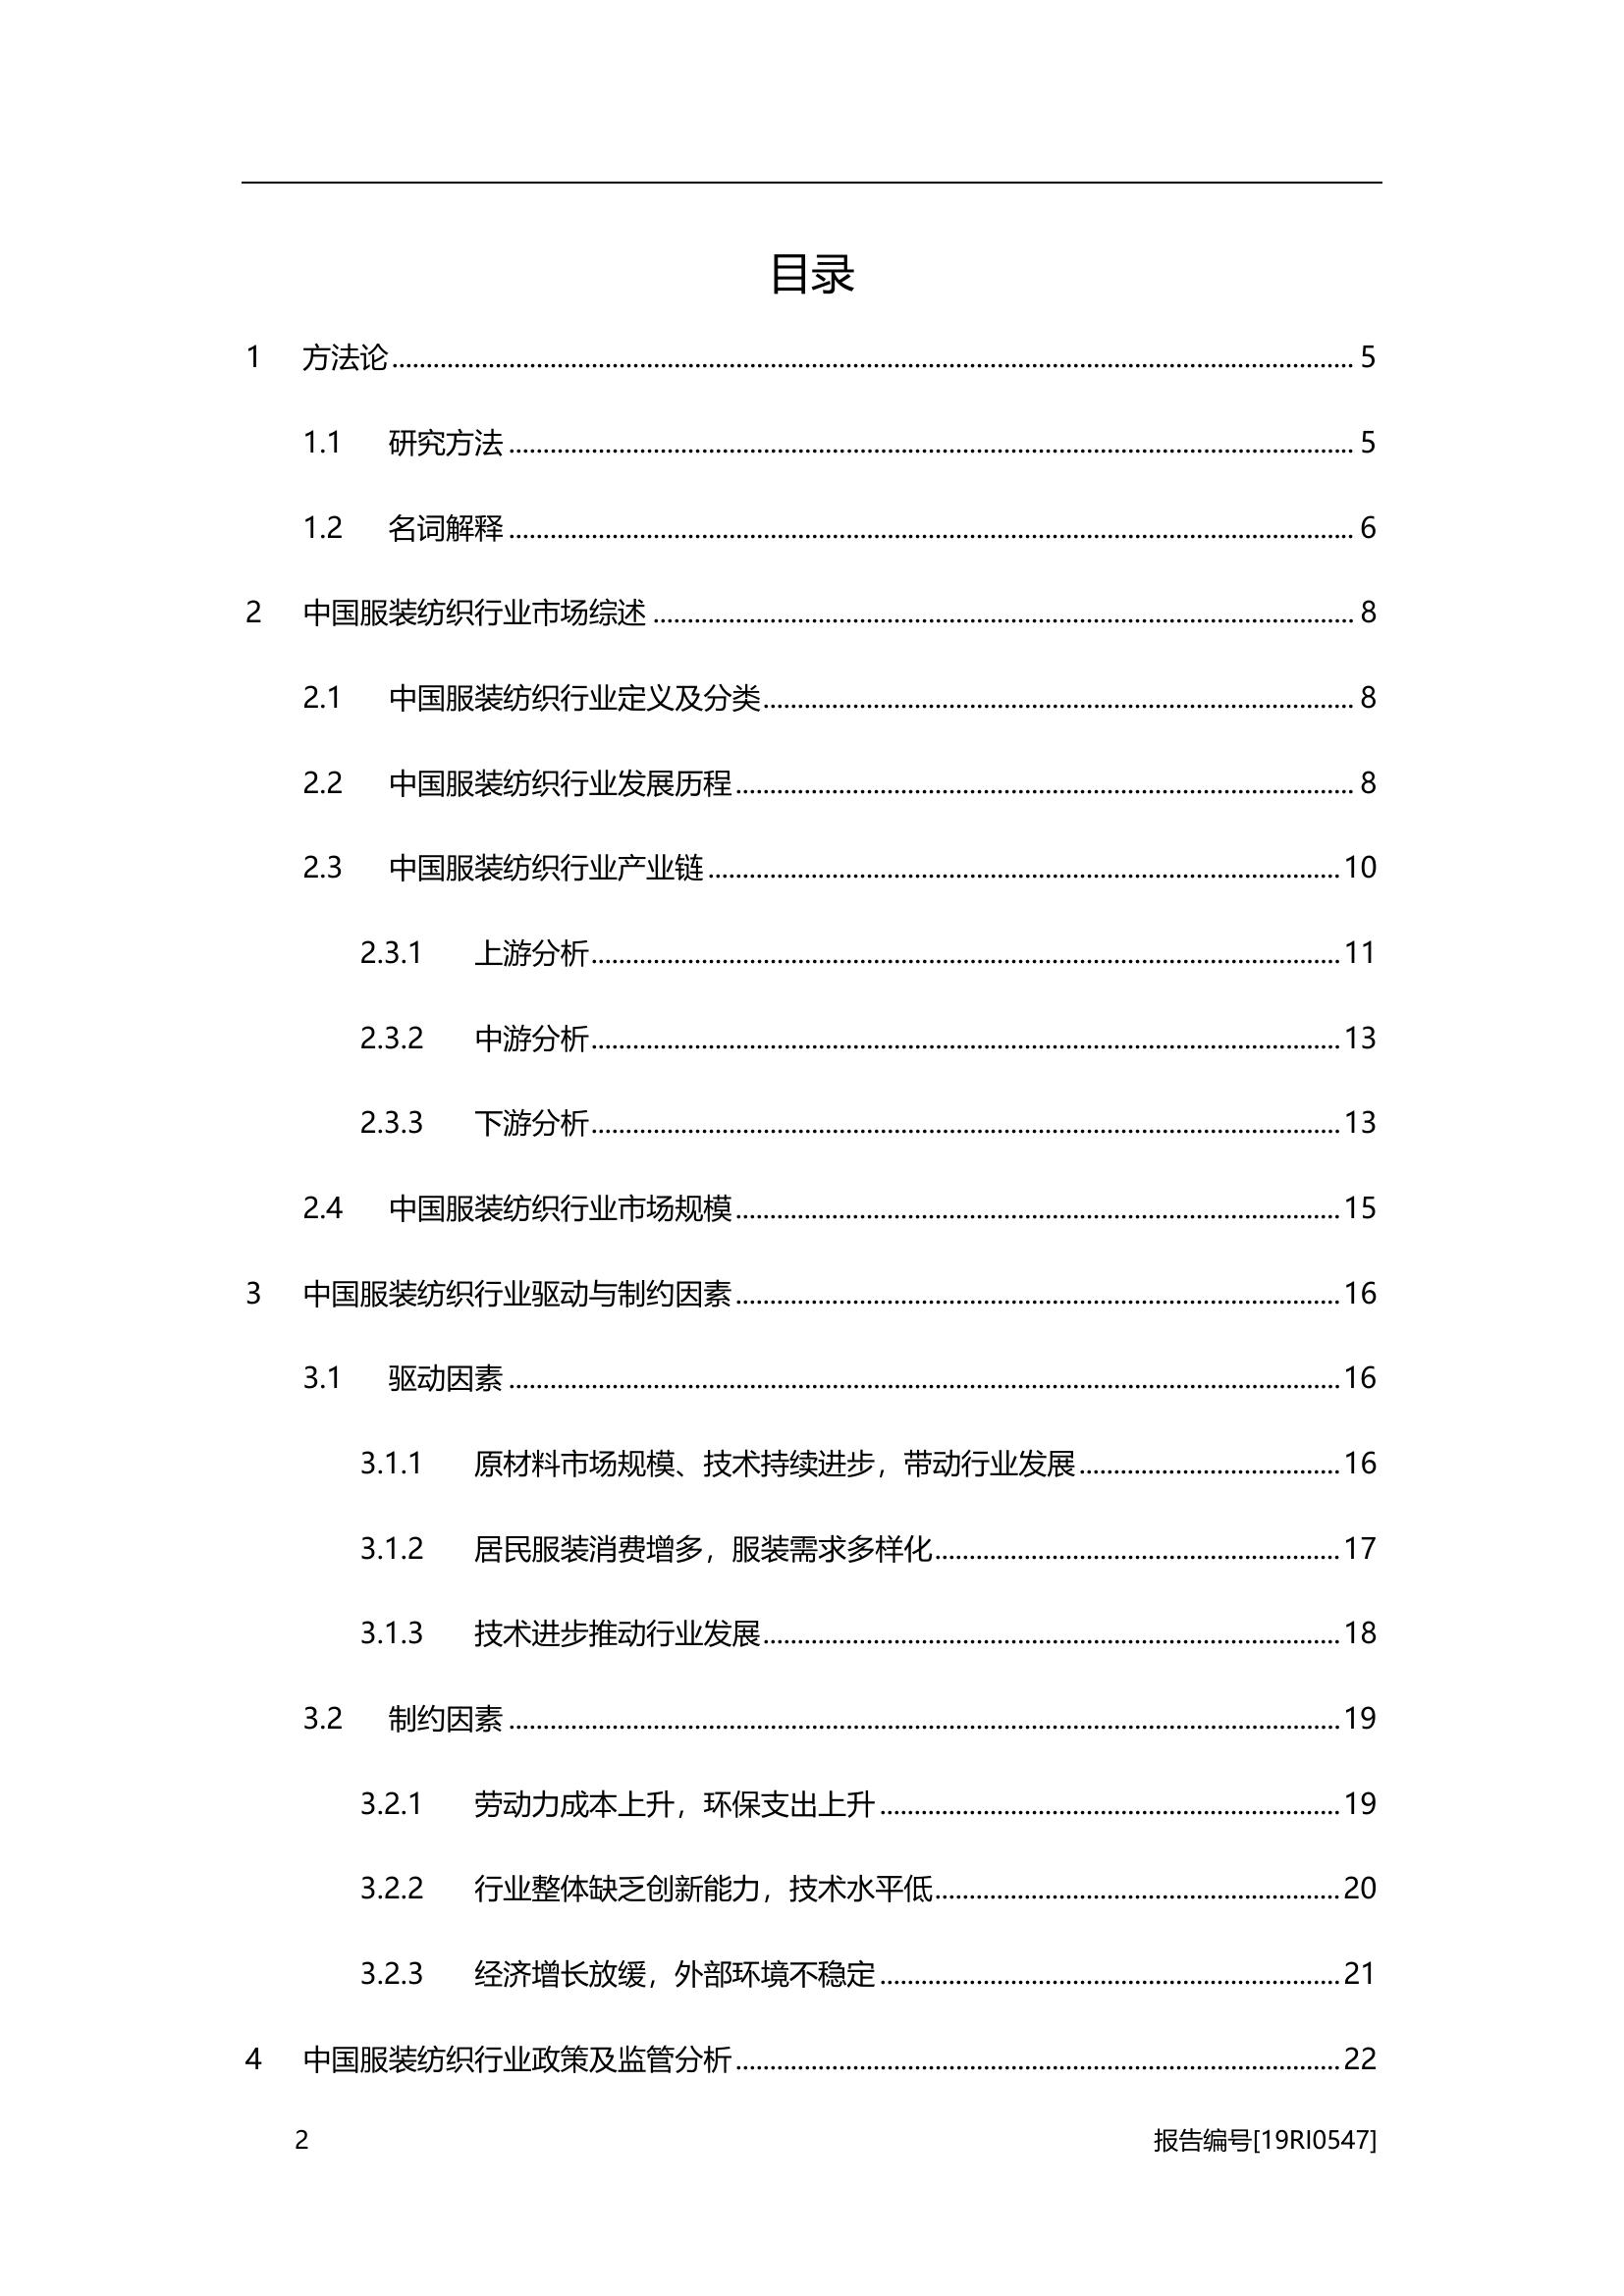 目录
1 方法论 5
1.1 研究方法 5
1.2 名词解释 6
2 中国服装纺织行业市场综述 8
2.1 中国服装纺织行业定义及分类 8
2.2 中国服装纺织行业发展历程 8
2.3 中国服装纺织行业产业链 10
2.3.1 上游分析 11
2.3.2 中游分析 13
2.3.3 下游分析 13
2.4 中国服装纺织行业市场规模 15
3 中国服装纺织行业驱动与制约因素 16
3.1 驱动因素 16
3.1.1 原材料市场规模、技术持续进步，带动行业发展 16
3.1.2 居民服装消费增多，服装需求多样化 17
3.1.3 技术进步推动行业发展 18
3.2 制约因素 19
3.2.1 劳动力成本上升，环保支出上升 19
3.2.2 行业整体缺乏创新能力，技术水平低 20
3.2.3 经济增长放缓，外部环境不稳定 21
4 中国服装纺织行业政策及监管分析 22
2 报告编号[19RI0547]